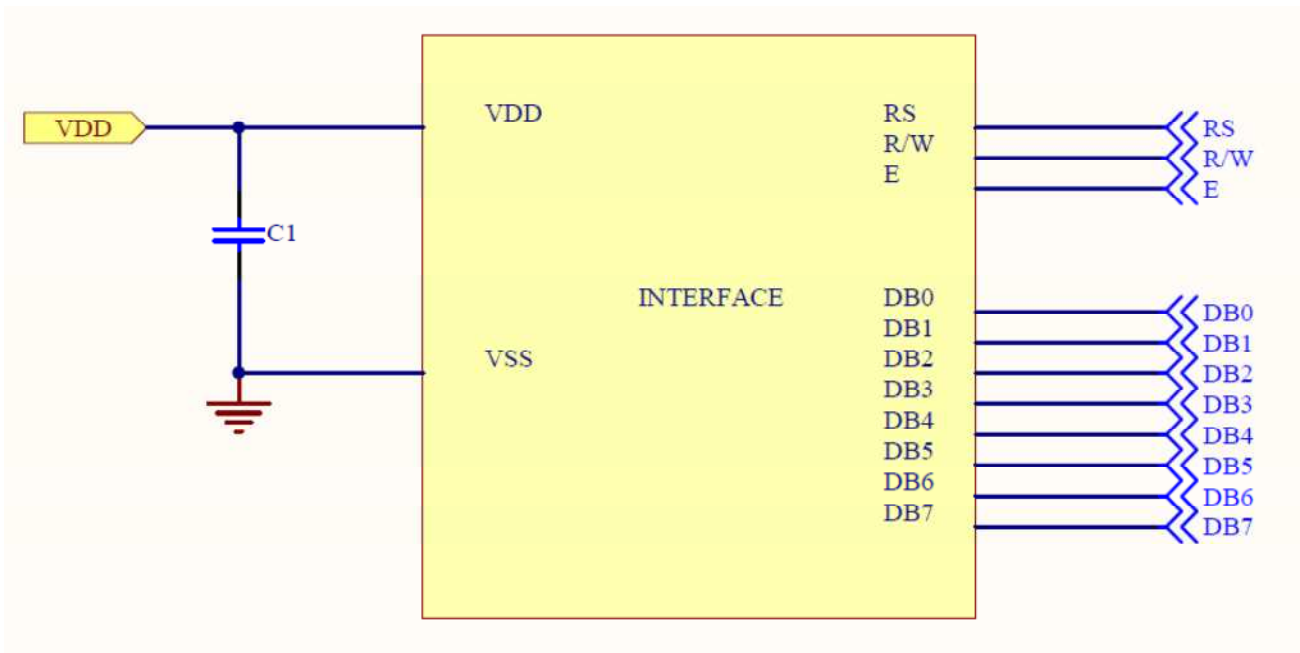 VDD
VDD
RS
RS
R/W
R/W
E
E
C1
INTERFACE
DB0
DB0
DB1
DB1
VSS
DB2
DB2
DB3
DB3
DB4
DB4
DB5
DB5
DB6
DB6
DB7
DB7